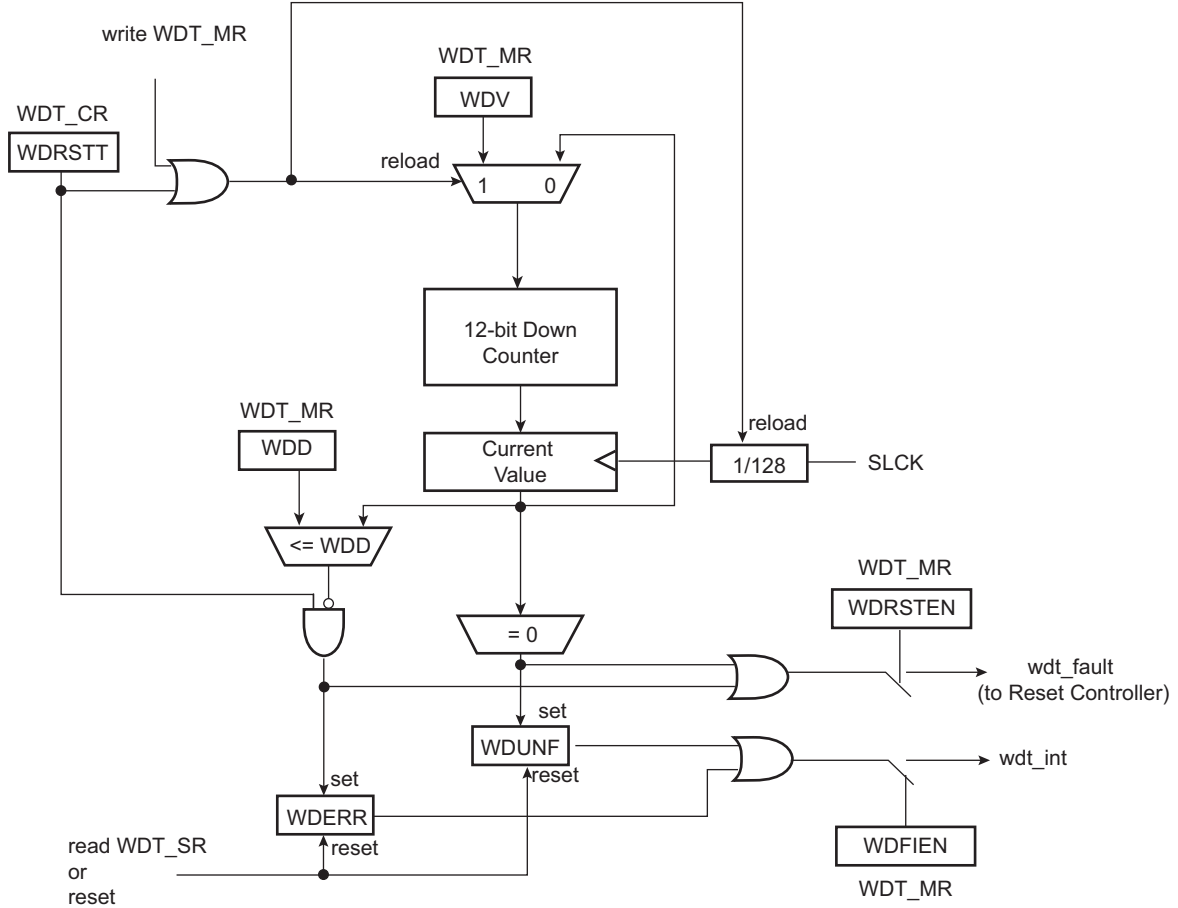 write WDT_MR
WDT_MR
WDV
WDT_CR
WDRSTT
reload
1 0
12-bit Down
Counter
WDT_MR
WDD
Current
Value
reload
1/128
SLCK
<= WDD
WDT_MR
WDRSTEN
= 0
wdt_fault
(to Reset Controller)
set
WDUNF
reset
wdt_int
set
WDERR
reset
read WDT_SR
or
reset
WDFIEN
WDT_MR